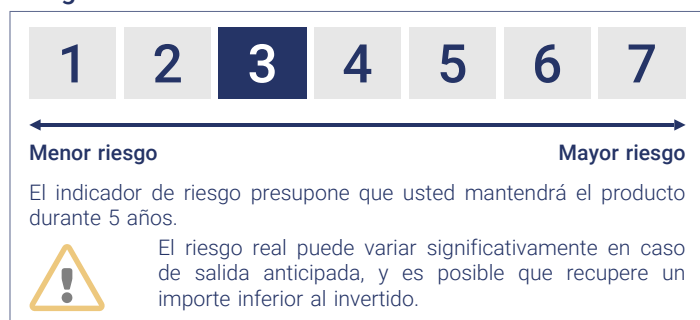 1 2 3 4 5 6 7
Menor riesgo Mayor riesgo
El indicador de riesgo presupone que usted mantendrá el producto
durante 5 años.
El riesgo real puede variar significativamente en caso
de salida anticipada, y es posible que recupere un
importe inferior al invertido.